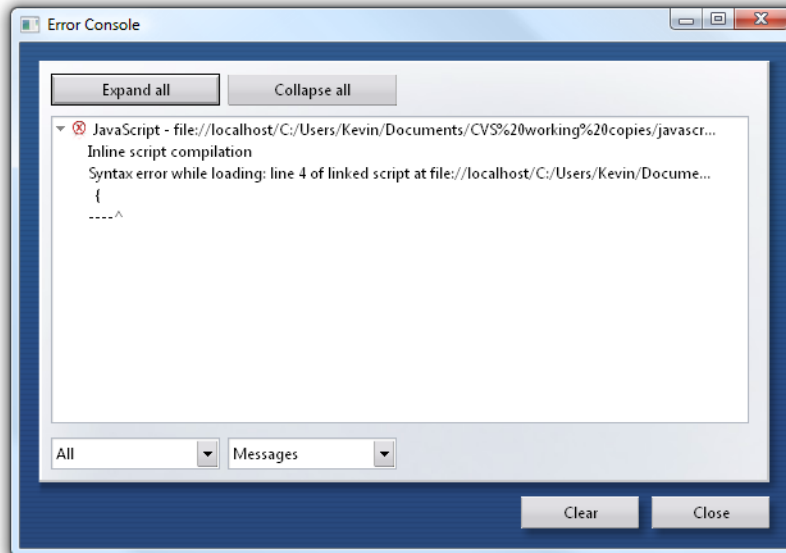 Error Console
Expand all
Collapse all
JavaScript - file://localhost/C:/Users/Kevin/Documents/CVS%20working%20copies/javascr...
Inline script compilation
Syntax error while loading: line 4 of linked script at file://localhost/C:/Users/Kevin/Docume...
{
----^
All
Messages
Clear
Close